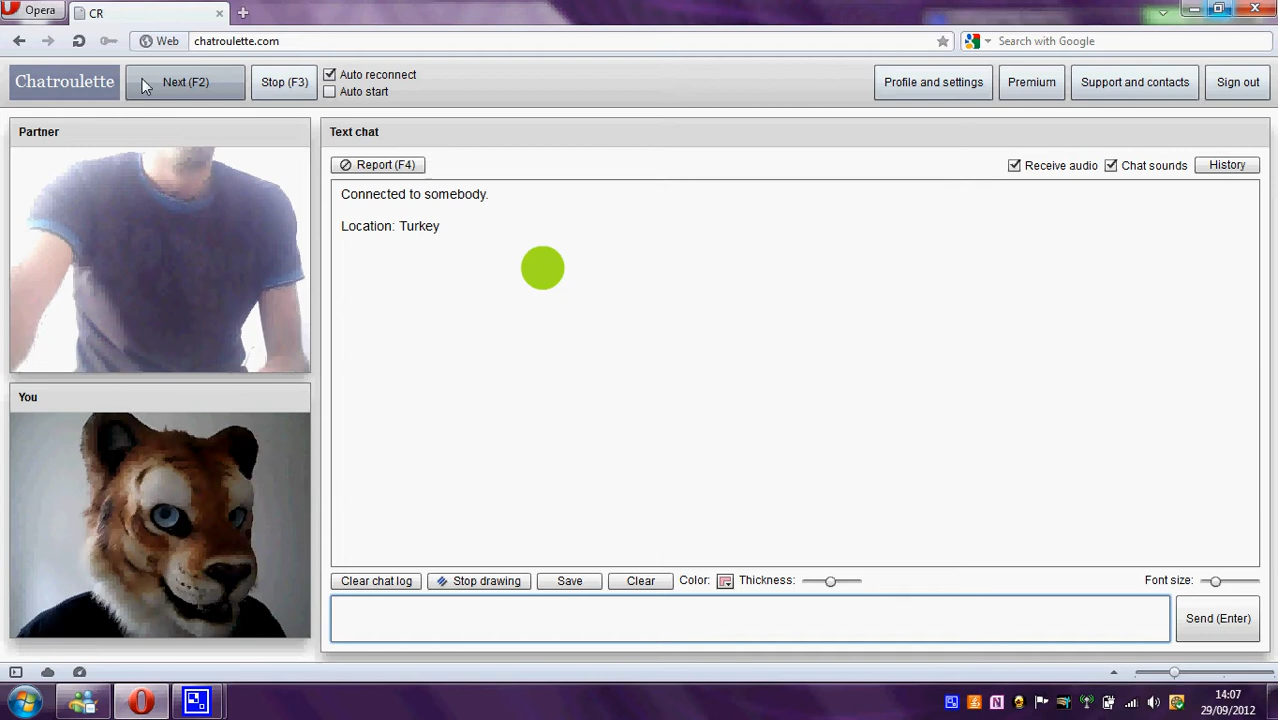 Opera
CR
Web
chatroulette.com
Search with Google
Chatroulette
Next (F2)
Stop (F3)
Auto reconnect
Auto start
Profile and settings
Premium
Support and contacts
Sign out
Partner
Text chat
Report (F4)
Receive audio
Chat sounds
History
Connected to somebody.
Location: Turkey
You
Clear chat log
Stop drawing
Save
Clear
Color:
Thickness:
Font size:
Send (Enter)
14:07
29/09/2012